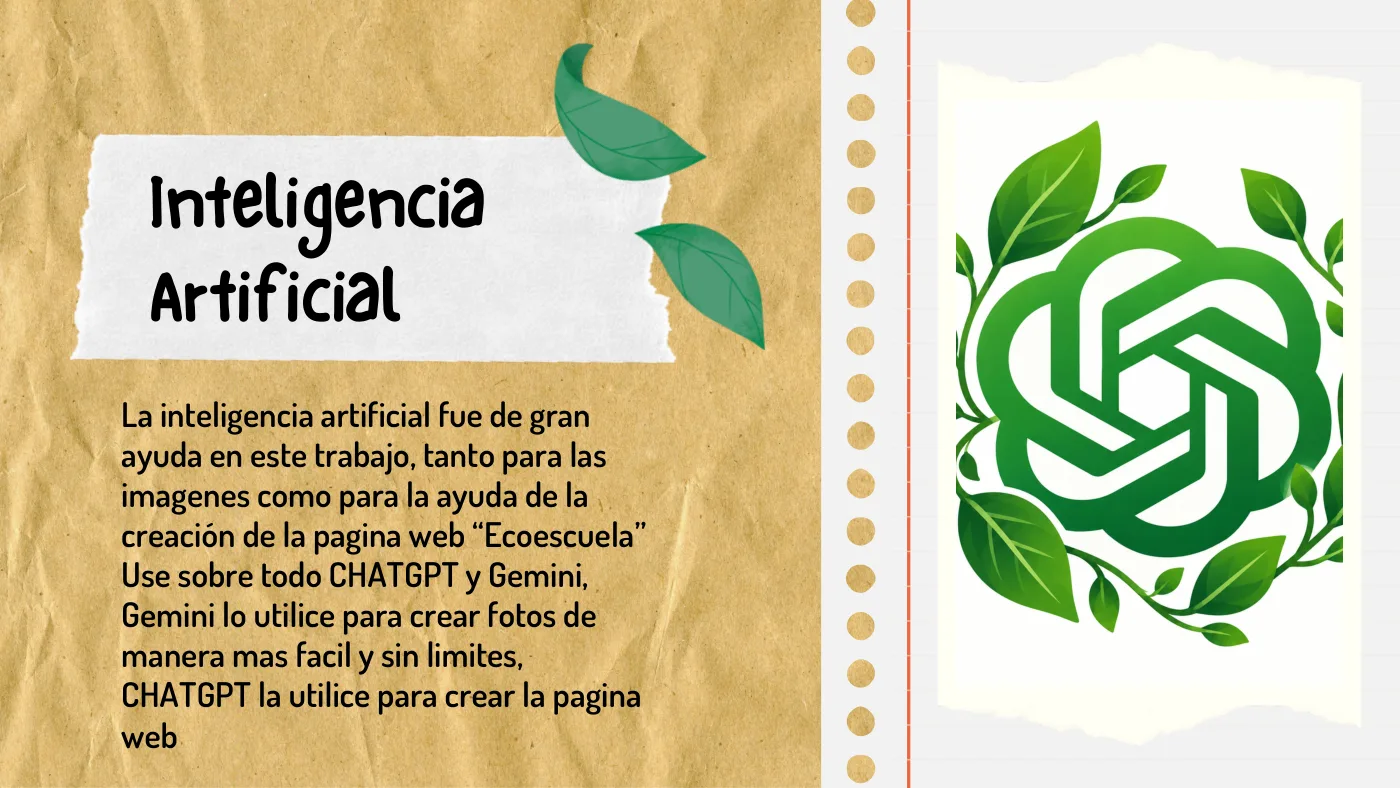 Inteligencia
Artificial
La inteligencia artificial fue de gran
ayuda en este trabajo, tanto para las
imagenes como para la ayuda de la
creación de la pagina web “Ecoescuela”
Use sobre todo CHATGPT y Gemini,
Gemini lo utilice para crear fotos de
manera mas facil y sin limites,
CHATGPT la utilice para crear la pagina
web